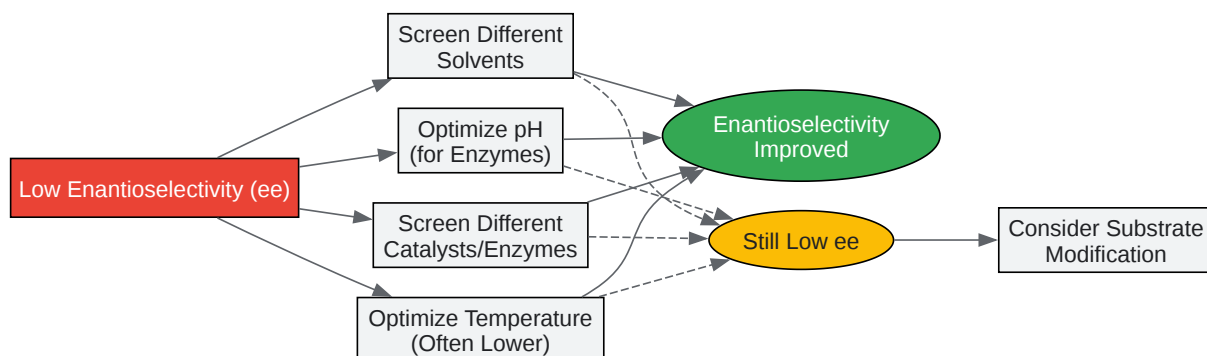 Low Enantioselectivity (ee)
Screen Different
Solvents
Optimize pH
(for Enzymes)
Screen Different
Catalysts/Enzymes
Optimize Temperature
(Often Lower)
Enantioselectivity
Improved
Still Low ee
Consider Substrate
Modification